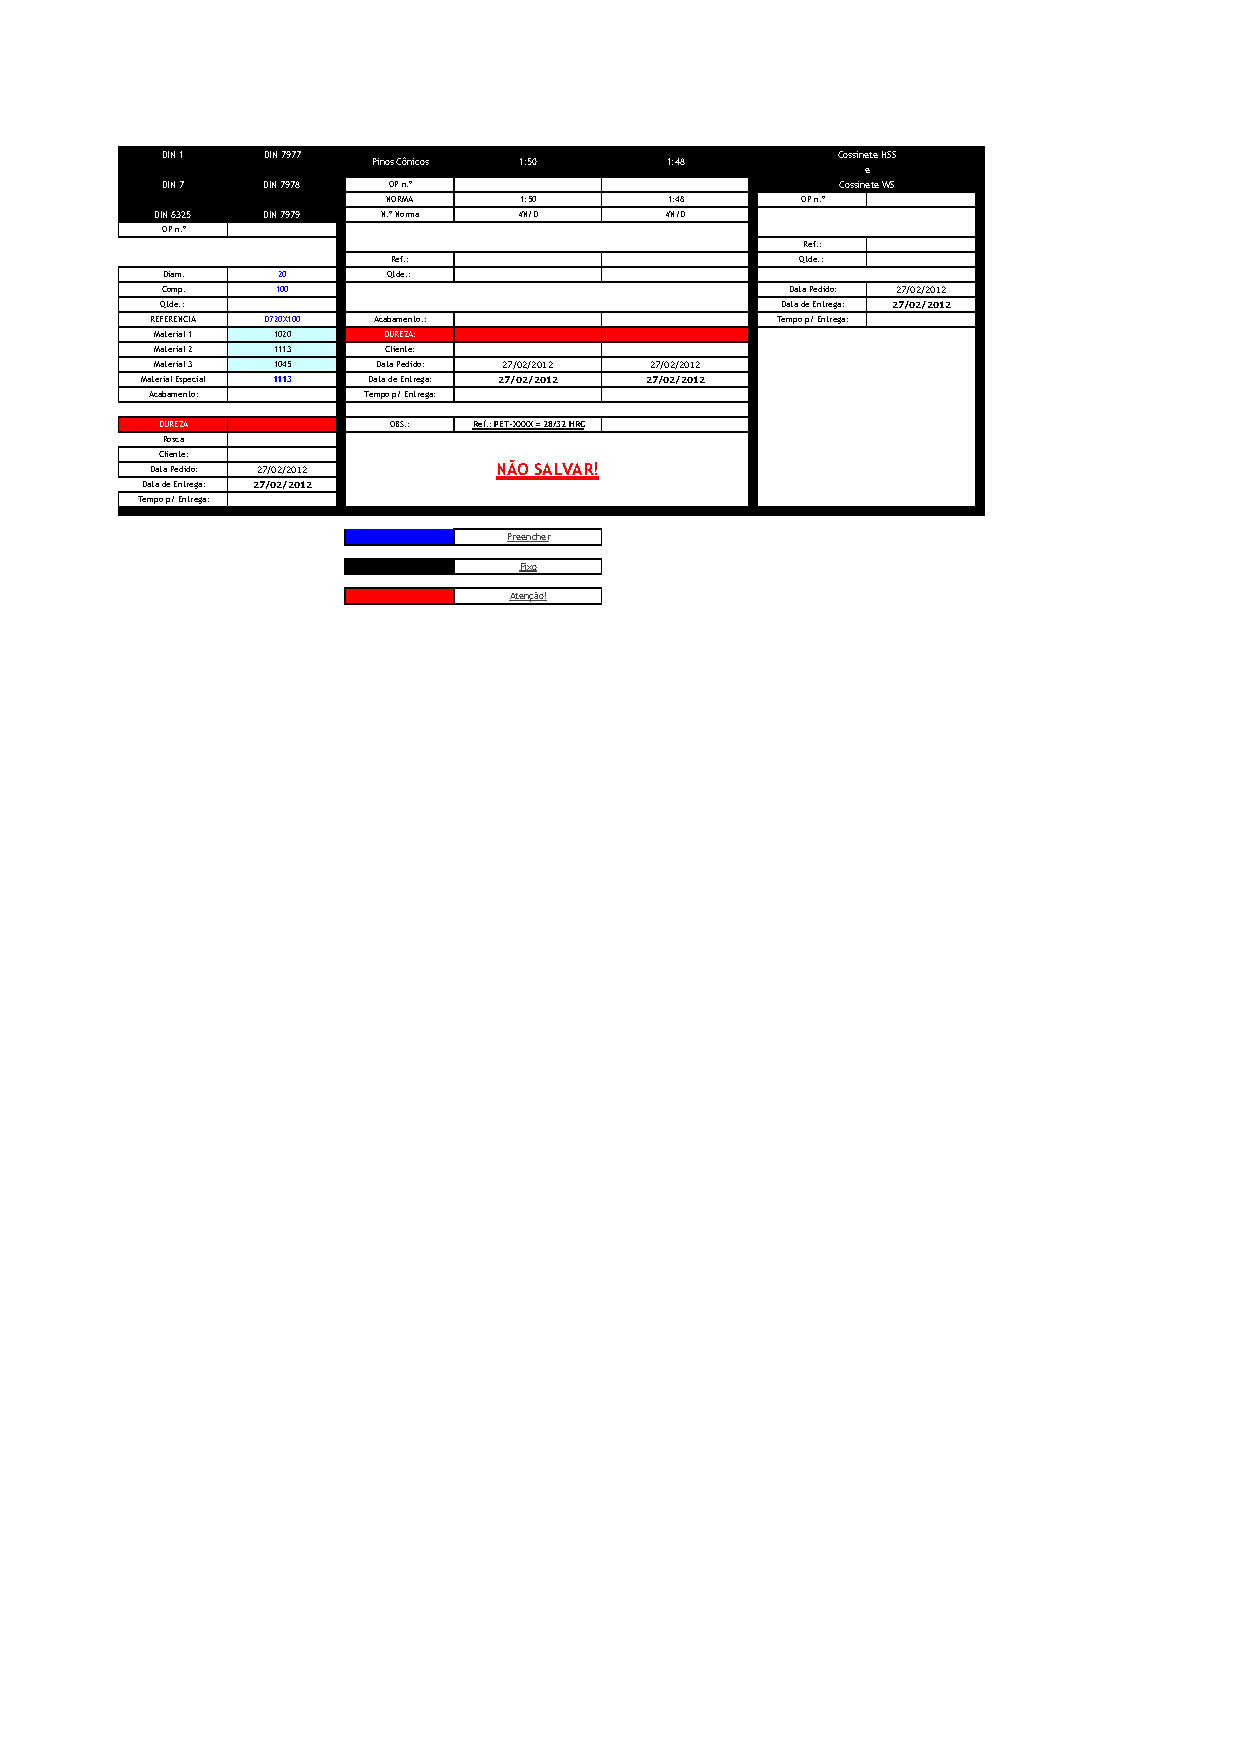 DIN 1 DIN 7977
DIN 7 DIN 7978
DIN 6325 DIN 7979
OP n.º
Diam. 20
Comp. 100
Qtde.:
REFERENCIA D720X100
Material 1 1020
Material 2 1113
Material 3 1045
Material Especial 1113
Acabamento:
DUREZA
Rosca
Cliente:
Data Pedido: 27/02/2012
Data de Entrega: 27/02/2012
Tempo p/ Entrega:
Pinos Cônicos 1:50 1:48
OP n.º
NORMA 1:50 1:48
N.º Norma
Ref.:
Qtde.:
Acabamento.:
DUREZA:
Cliente:
Data Pedido: 27/02/2012 27/02/2012
Data de Entrega: 27/02/2012 27/02/2012
Tempo p/ Entrega:
OBS.: Ref.: PET-XXXX = 28/32 HRC
NÃO SALVAR!
Cossinete HSS
e
Cossinete WS
OP n.º
Ref.:
Qtde.:
Data Pedido: 27/02/2012
Data de Entrega: 27/02/2012
Tempo p/ Entrega:
Preencher
Fixo
Atenção!